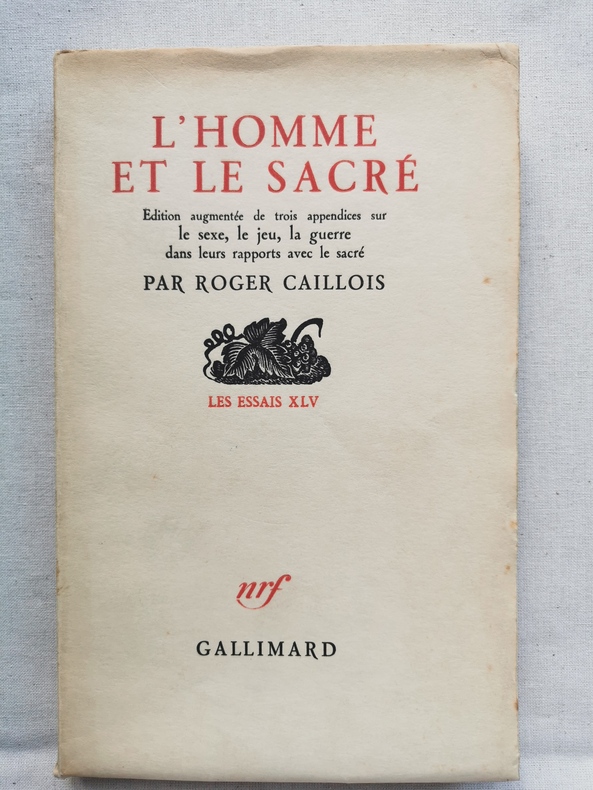 L'HOMME
ET LE SACRÉ
Edition augmentée de trois appendices sur
le sexe, le jeu, la guerre
dans leurs rapports avec le sacré
PAR ROGER CAILLOIS
LES ESSAIS XLV
nrf
GALLIMARD